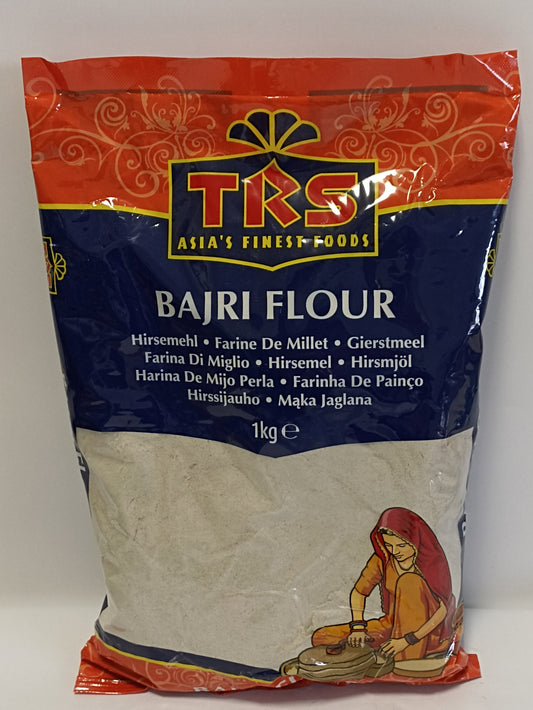 TRS
ASIA'S FINEST FOODS
BAJRI FLOUR
Hirsemehl • Farine De Millet • Gierstmeel
Farina Di Miglio • Hirsemel • Hirsmjöl
Harina De Mijo Perla • Farinha De Painço
Hirssijauho • Mąka Jaglana
1kg ℮